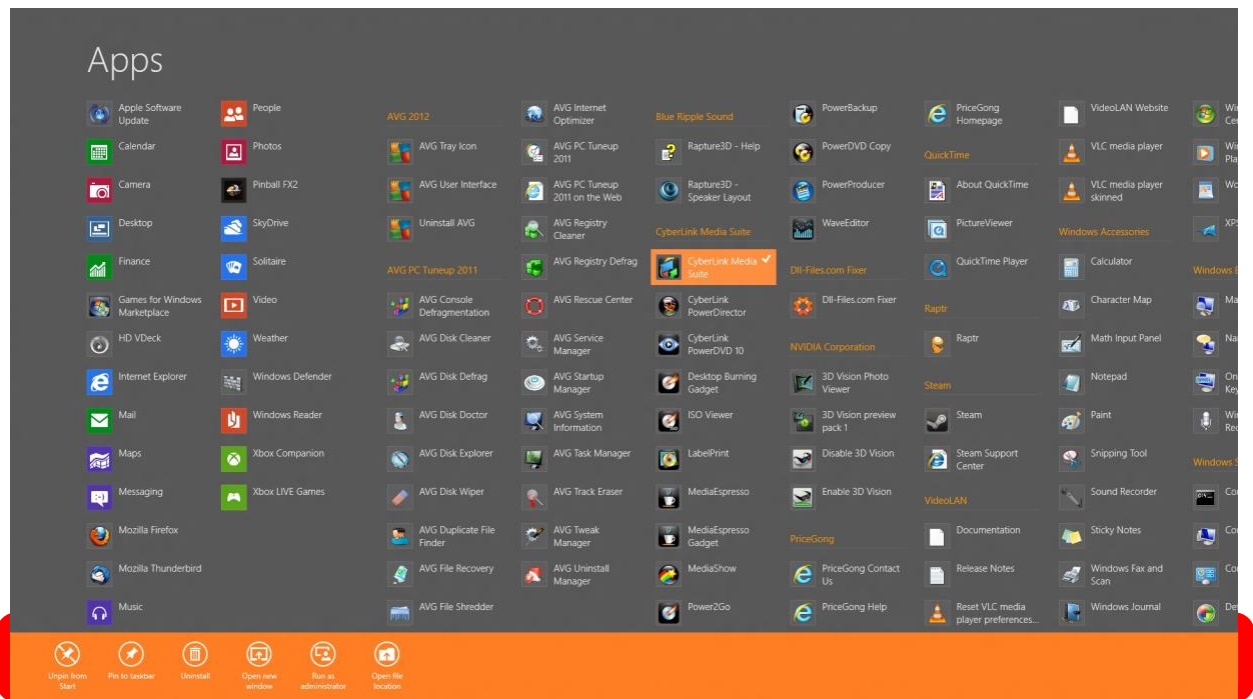 Apps
Apple Software
Update
Calendar
Camera
Desktop
Finance
Games for Windows
Marketplace
HD VDeck
Internet Explorer
Mail
Maps
Messaging
Mozilla Firefox
Mozilla Thunderbird
Music
People
Photos
Pinball FX2
SkyDrive
Solitaire
Video
Weather
Windows Defender
Windows Reader
Xbox Companion
Xbox LIVE Games
AVG 2012
AVG Tray Icon
AVG User Interface
Uninstall AVG
AVG PC Tuneup 2011
AVG Console
Defragmentation
AVG Disk Cleaner
AVG Disk Defrag
AVG Disk Doctor
AVG Disk Explorer
AVG Disk Wiper
AVG Duplicate File
Finder
AVG File Recovery
AVG File Shredder
AVG Internet
Optimizer
AVG PC Tuneup
2011
AVG PC Tuneup
2011 on the Web
AVG Registry
Cleaner
AVG Registry Defrag
AVG Rescue Center
AVG Service
Manager
AVG Startup
Manager
AVG System
Information
AVG Task Manager
AVG Track Eraser
AVG Tweak
Manager
AVG Uninstall
Manager
Blue Ripple Sound
Rapture3D - Help
Rapture3D -
Speaker Layout
CyberLink Media Suite
CyberLink Media
Suite
CyberLink
PowerDirector
CyberLink
PowerDVD 10
Desktop Burning
Gadget
ISO Viewer
LabelPrint
MediaEspresso
MediaEspresso
Gadget
MediaShow
Power2Go
PowerBackup
PowerDVD Copy
PowerProducer
WaveEditor
Dll-Files.com Fixer
Dll-Files.com Fixer
NVIDIA Corporation
3D Vision Photo
Viewer
3D Vision preview
pack 1
Disable 3D Vision
Enable 3D Vision
PriceGong
PriceGong Contact
Us
PriceGong Help
PriceGong
Homepage
QuickTime
About QuickTime
PictureViewer
QuickTime Player
Raptr
Raptr
Steam
Steam
Steam Support
Center
VideoLAN
Documentation
Release Notes
Reset VLC media
player preferences...
VideoLAN Website
VLC media player
VLC media player
skinned
Windows Accessories
Calculator
Character Map
Math Input Panel
Notepad
Paint
Snipping Tool
Sound Recorder
Sticky Notes
Windows Fax and
Scan
Windows Journal
Windows
Windows
Unpin from
Start
Pin to taskbar
Uninstall
Open new
window
Run as
administrator
Open file
location